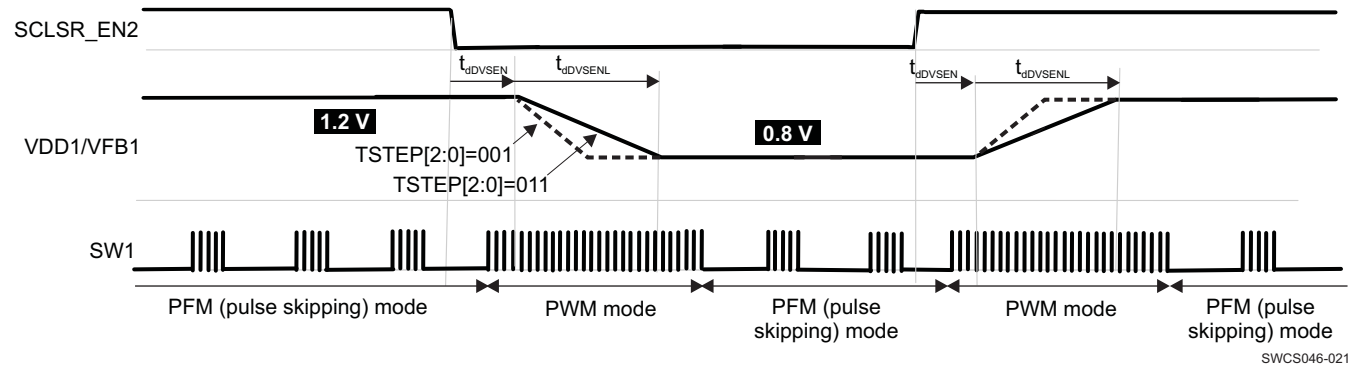 SCLSR_EN2
tdDVSEN
tdDVSENL
tdDVSEN
tdDVSENL
1.2 V
0.8 V
VDD1/VFB1
TSTEP[2:0]=001
TSTEP[2:0]=011
SW1
PFM (pulse skipping) mode
PWM mode
PFM (pulse
skipping) mode
PWM mode
PFM (pulse
skipping) mode
SWCS046-021